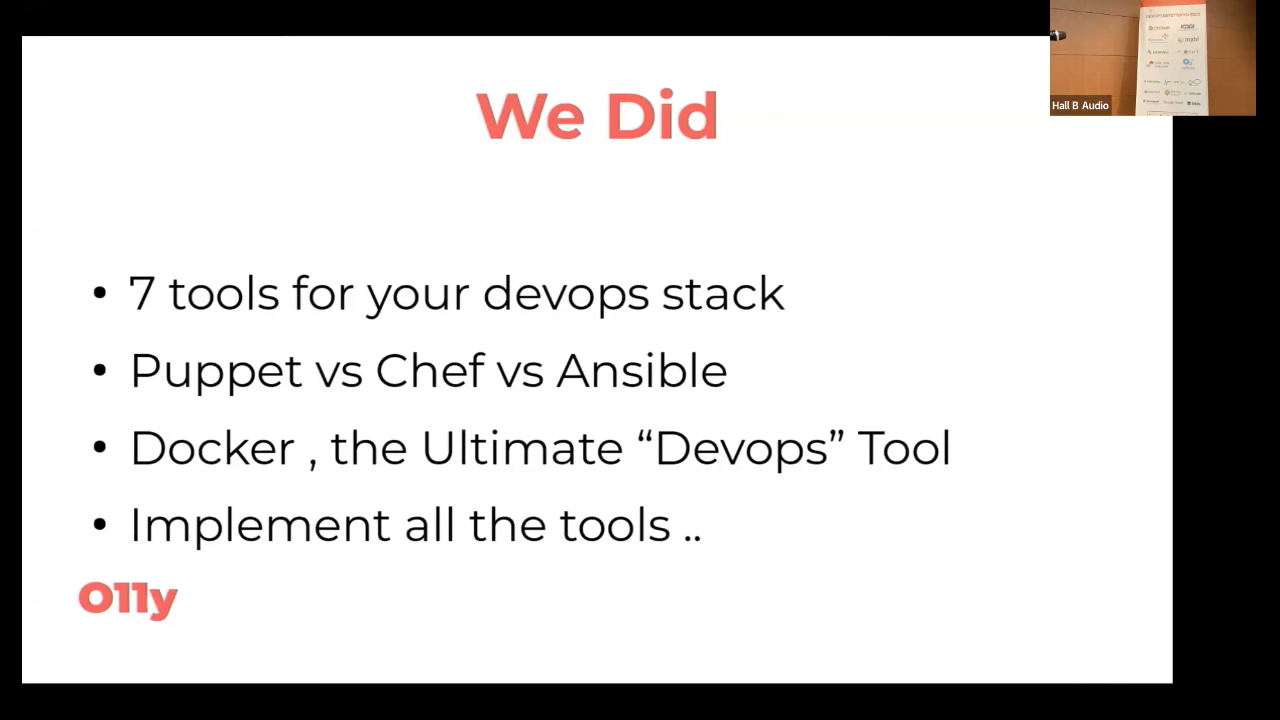 We Did
• 7 tools for your devops stack
• Puppet vs Chef vs Ansible
• Docker , the Ultimate “Devops” Tool
• Implement all the tools ..
O11y
Hall B Audio